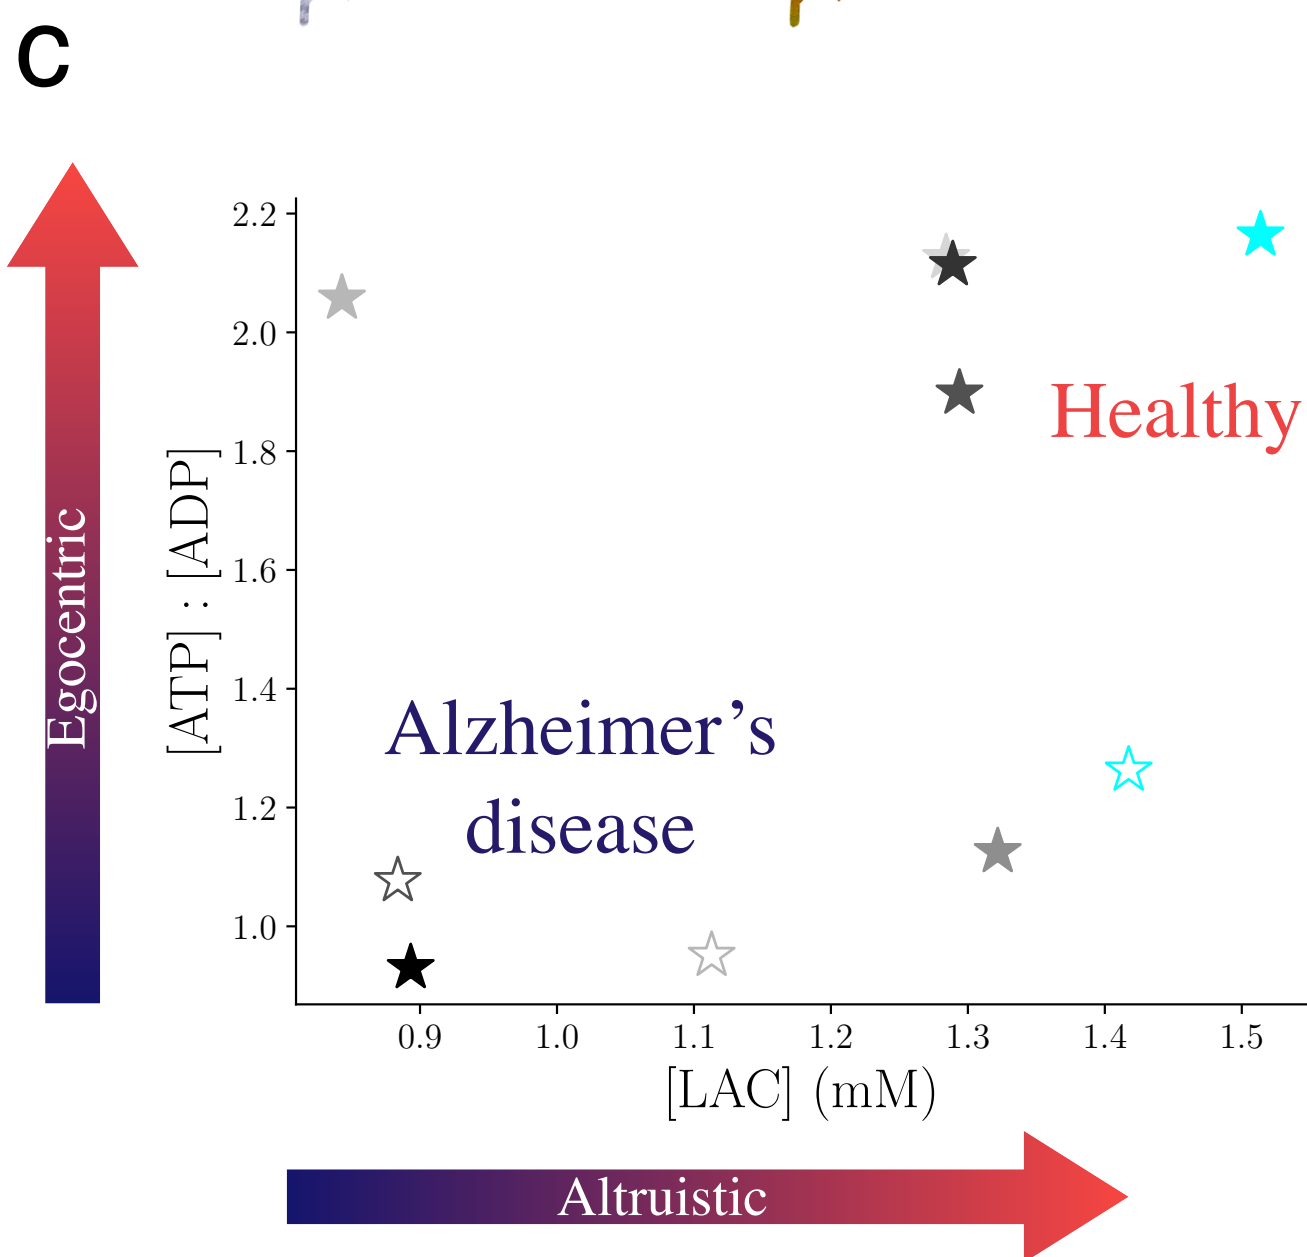 C
2.2
2.0
1.8
1.6
1.4
1.2
1.0
[ATP] : [ADP]
Egocentric
Healthy
Alzheimer’s
disease
0.9 1.0 1.1 1.2 1.3 1.4 1.5
[LAC] (mM)
Altruistic